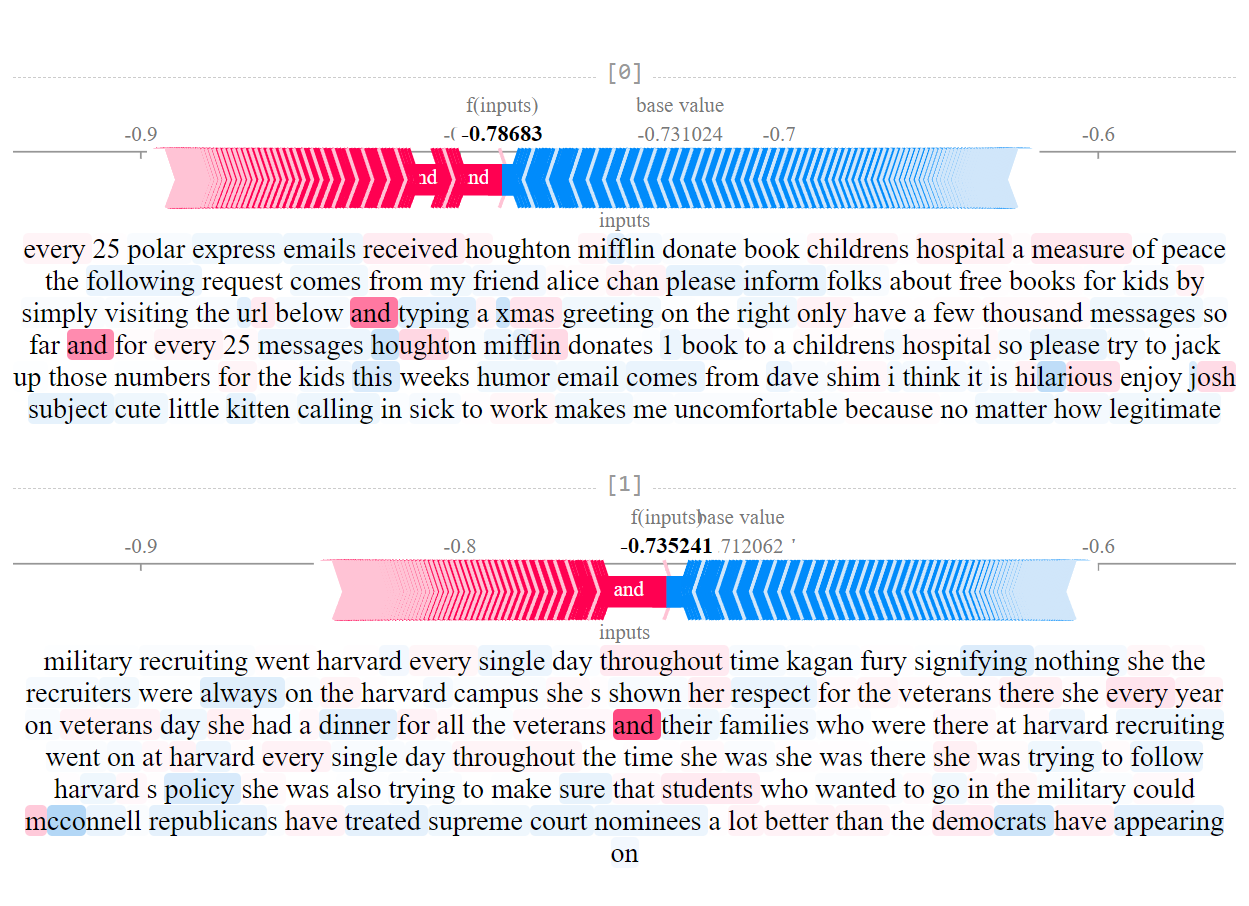 [0]
f(inputs) base value
-0.9 -0.78683 -0.731024 -0.7 -0.6
nd nd
inputs
every 25 polar express emails received houghton mifflin donate book childrens hospital a measure of peace
the following request comes from my friend alice chan please inform folks about free books for kids by
simply visiting the url below and typing a xmas greeting on the right only have a few thousand messages so
far and for every 25 messages houghton mifflin donates 1 book to a childrens hospital so please try to jack
up those numbers for the kids this weeks humor email comes from dave shim i think it is hilarious enjoy josh
subject cute little kitten calling in sick to work makes me uncomfortable because no matter how legitimate
[1]
f(inputs) base value
-0.9 -0.8 -0.735241 712062 -0.6
and
inputs
military recruiting went harvard every single day throughout time kagan fury signifying nothing she the
recruiters were always on the harvard campus she s shown her respect for the veterans there she every year
on veterans day she had a dinner for all the veterans and their families who were there at harvard recruiting
went on at harvard every single day throughout the time she was she was there she was trying to follow
harvard s policy she was also trying to make sure that students who wanted to go in the military could
mcconnell republicans have treated supreme court nominees a lot better than the democrats have appearing
on